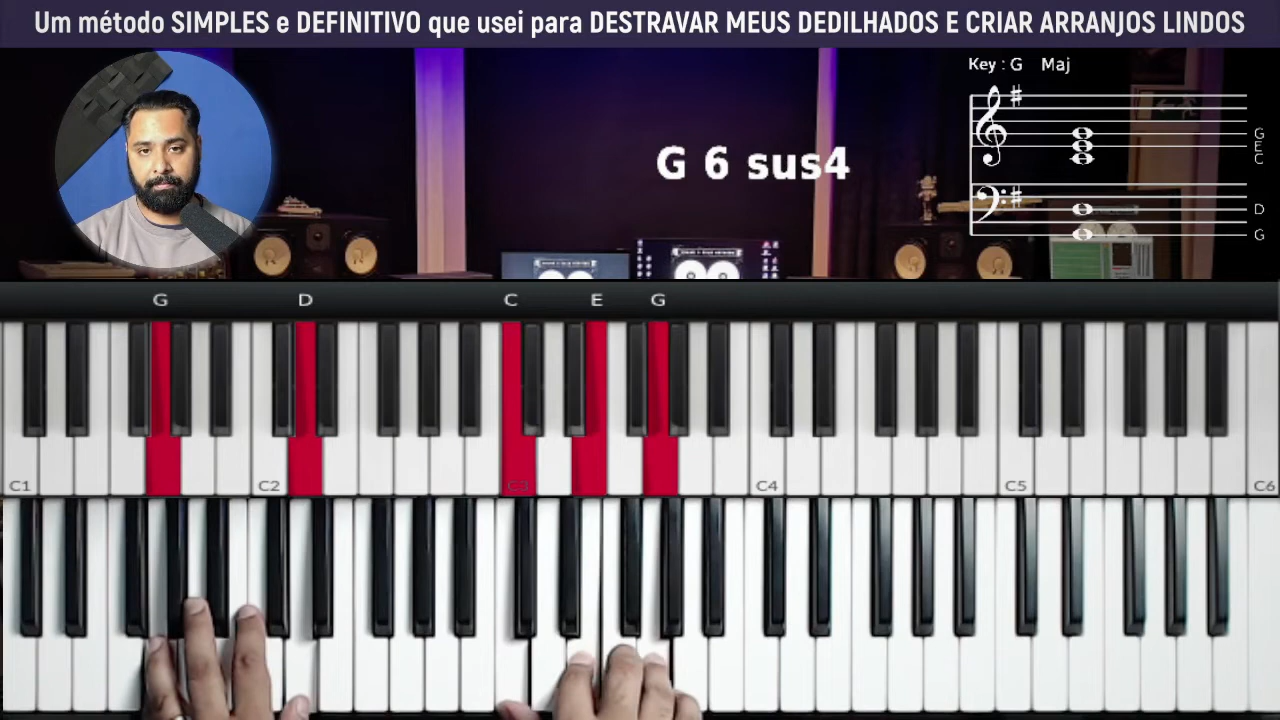 Um método SIMPLES e DEFINITIVO que usei para DESTRAVAR MEUS DEDILHADOS E CRIAR ARRANJOS LINDOS
Key : G Maj
G 6 sus4
G
E
C
D
G
G D C E G
C1 C2 C3 C4 C5 C6